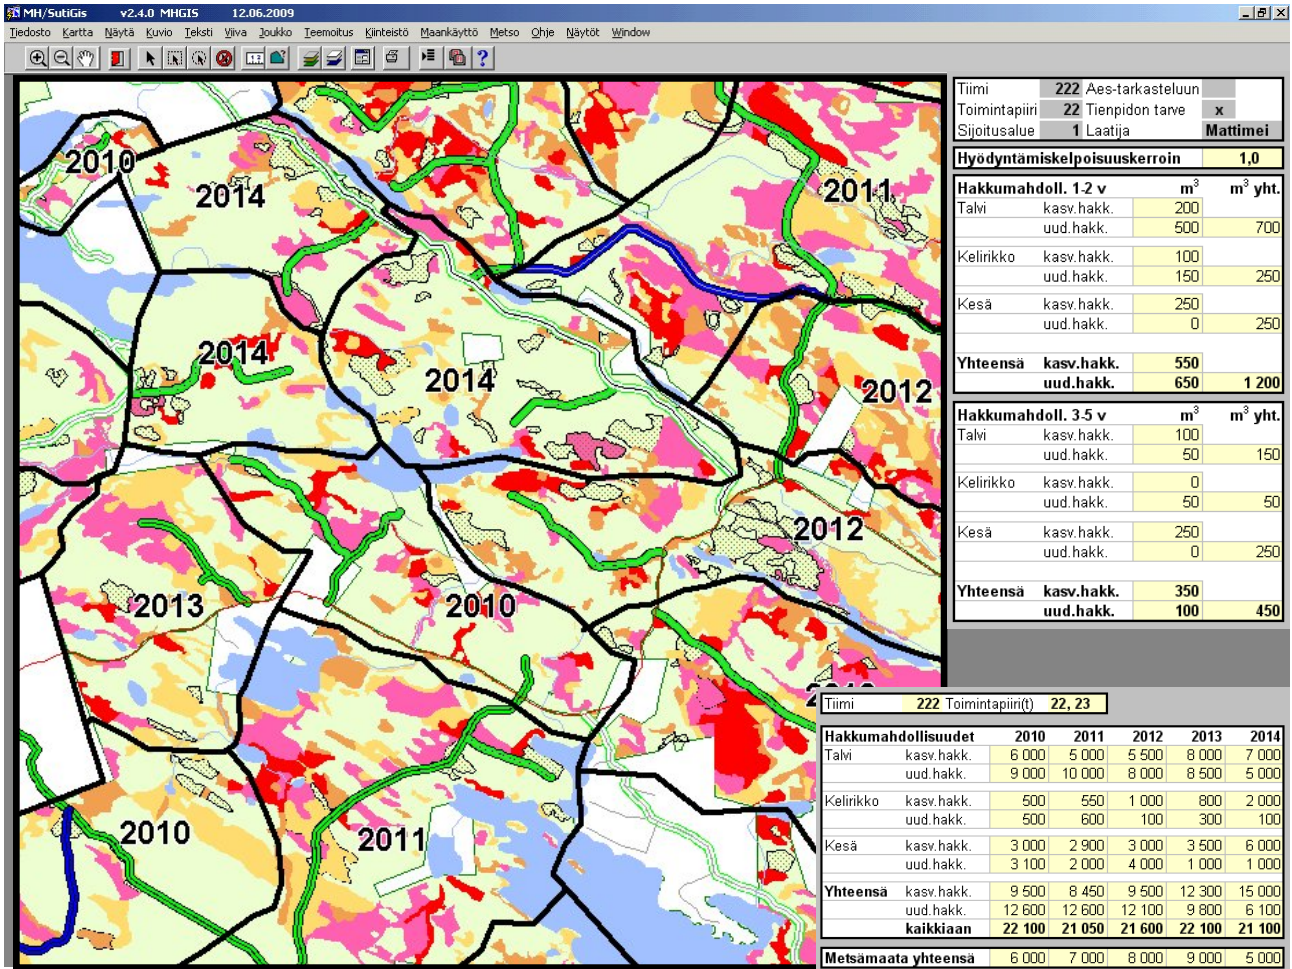 MH/SutiGis v2.4.0 MHGIS 12.06.2009
Tiedosto Kartta Näytä Kuvio Teksti Viiva Joukko Teemoitus Kiinteistö Maankäyttö Metso Ohje Näytöt Window
2010
2014
2011
2014
2014
2012
2012
2013
2010
2010
2011
Tiimi 222 Aes-tarkasteluun
Toimintapiiri 22 Tienpidon tarve x
Sijoitusalue 1 Laatija Mattimei
Hyödyntämiskelpoisuuskerroin 1,0
Hakkumahdoll. 1-2 v m³ m³ yht.
Talvi kasv.hakk. 200
uud.hakk. 500 700
Kelirikko kasv.hakk. 100
uud.hakk. 150 250
Kesä kasv.hakk. 250
uud.hakk. 0 250
Yhteensä kasv.hakk. 550
uud.hakk. 650 1 200
Hakkumahdoll. 3-5 v m³ m³ yht.
Talvi kasv.hakk. 100
uud.hakk. 50 150
Kelirikko kasv.hakk. 0
uud.hakk. 50 50
Kesä kasv.hakk. 250
uud.hakk. 0 250
Yhteensä kasv.hakk. 350
uud.hakk. 100 450
Tiimi 222 Toimintapiiri(t) 22, 23
Hakkumahdollisuudet 2010 2011 2012 2013 2014
Talvi kasv.hakk. 6 000 5 000 5 500 8 000 7 000
uud.hakk. 9 000 10 000 8 000 8 500 5 000
Kelirikko kasv.hakk. 500 550 1 000 800 2 000
uud.hakk. 500 600 100 300 100
Kesä kasv.hakk. 3 000 2 900 3 000 3 500 6 000
uud.hakk. 3 100 2 000 4 000 1 000 1 000
Yhteensä kasv.hakk. 9 500 8 450 9 500 12 300 15 000
uud.hakk. 12 600 12 600 12 100 9 800 6 100
kaikkiaan 22 100 21 050 21 600 22 100 21 100
Metsämaata yhteensä 6 000 7 000 8 000 9 000 5 000